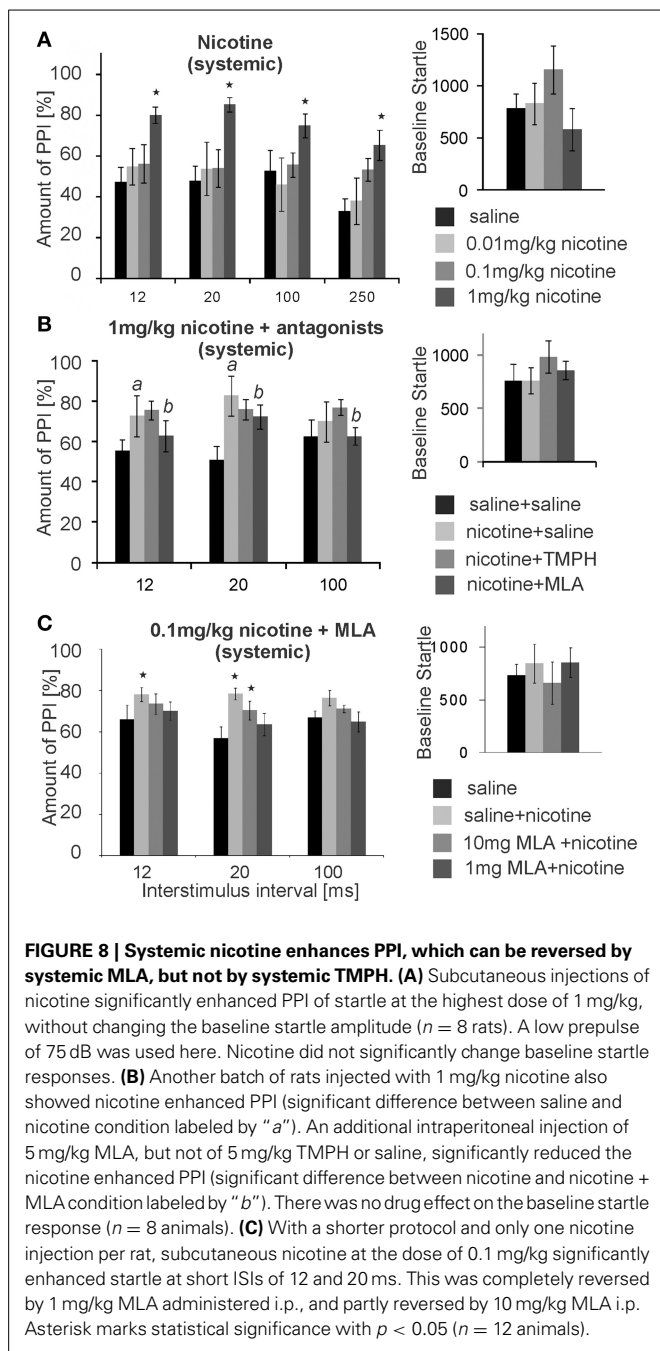 A
Nicotine
(systemic)
Amount of PPI [%]
100
80
60
40
20
0
★ ★ ★ ★
12 20 100 250
Baseline Startle
1500
1000
500
0
saline
0.01mg/kg nicotine
0.1mg/kg nicotine
1mg/kg nicotine
B
1mg/kg nicotine + antagonists
(systemic)
Amount of PPI [%]
100
80
60
40
20
0
a b a b b
12 20 100
Baseline Startle
1000
500
0
saline+saline
nicotine+saline
nicotine+TMPH
nicotine+MLA
C
0.1mg/kg nicotine + MLA
(systemic)
Amount of PPI [%]
100
80
60
40
20
0
★ ★ ★
12 20 100
Interstimulus interval [ms]
Baseline Startle
1000
500
0
saline
saline+nicotine
10mg MLA +nicotine
1mg MLA+nicotine
FIGURE 8 | Systemic nicotine enhances PPI, which can be reversed by
systemic MLA, but not by systemic TMPH. (A) Subcutaneous injections of
nicotine significantly enhanced PPI of startle at the highest dose of 1 mg/kg,
without changing the baseline startle amplitude (n = 8 rats). A low prepulse
of 75 dB was used here. Nicotine did not significantly change baseline startle
responses. (B) Another batch of rats injected with 1 mg/kg nicotine also
showed nicotine enhanced PPI (significant difference between saline and
nicotine condition labeled by “a”). An additional intraperitoneal injection of
5 mg/kg MLA, but not of 5 mg/kg TMPH or saline, significantly reduced the
nicotine enhanced PPI (significant difference between nicotine and nicotine +
MLA condition labeled by “b”). There was no drug effect on the baseline startle
response (n = 8 animals). (C) With a shorter protocol and only one nicotine
injection per rat, subcutaneous nicotine at the dose of 0.1 mg/kg significantly
enhanced startle at short ISIs of 12 and 20 ms. This was completely reversed
by 1 mg/kg MLA administered i.p., and partly reversed by 10 mg/kg MLA i.p.
Asterisk marks statistical significance with p < 0.05 (n = 12 animals).